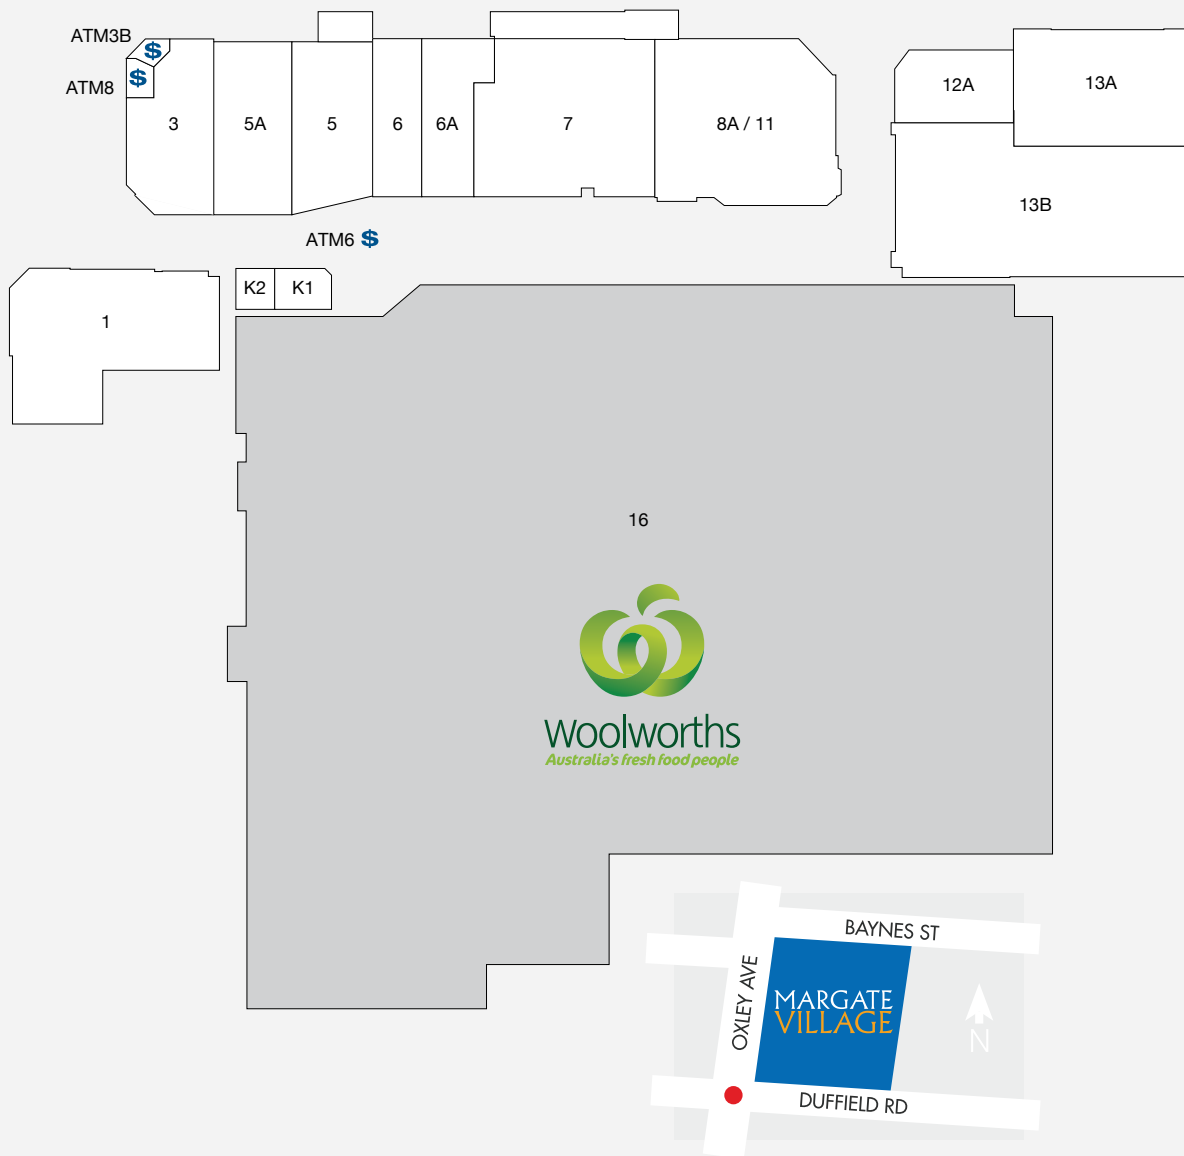 ATM3B
$
ATM8
$
3
5A
5
6
6A
7
8A / 11
12A
13A
13B
ATM6 $
1
K2
K1
16
Woolworths
Australia's fresh food people
BAYNES ST
OXLEY AVE
MARGATE
VILLAGE
N
DUFFIELD RD